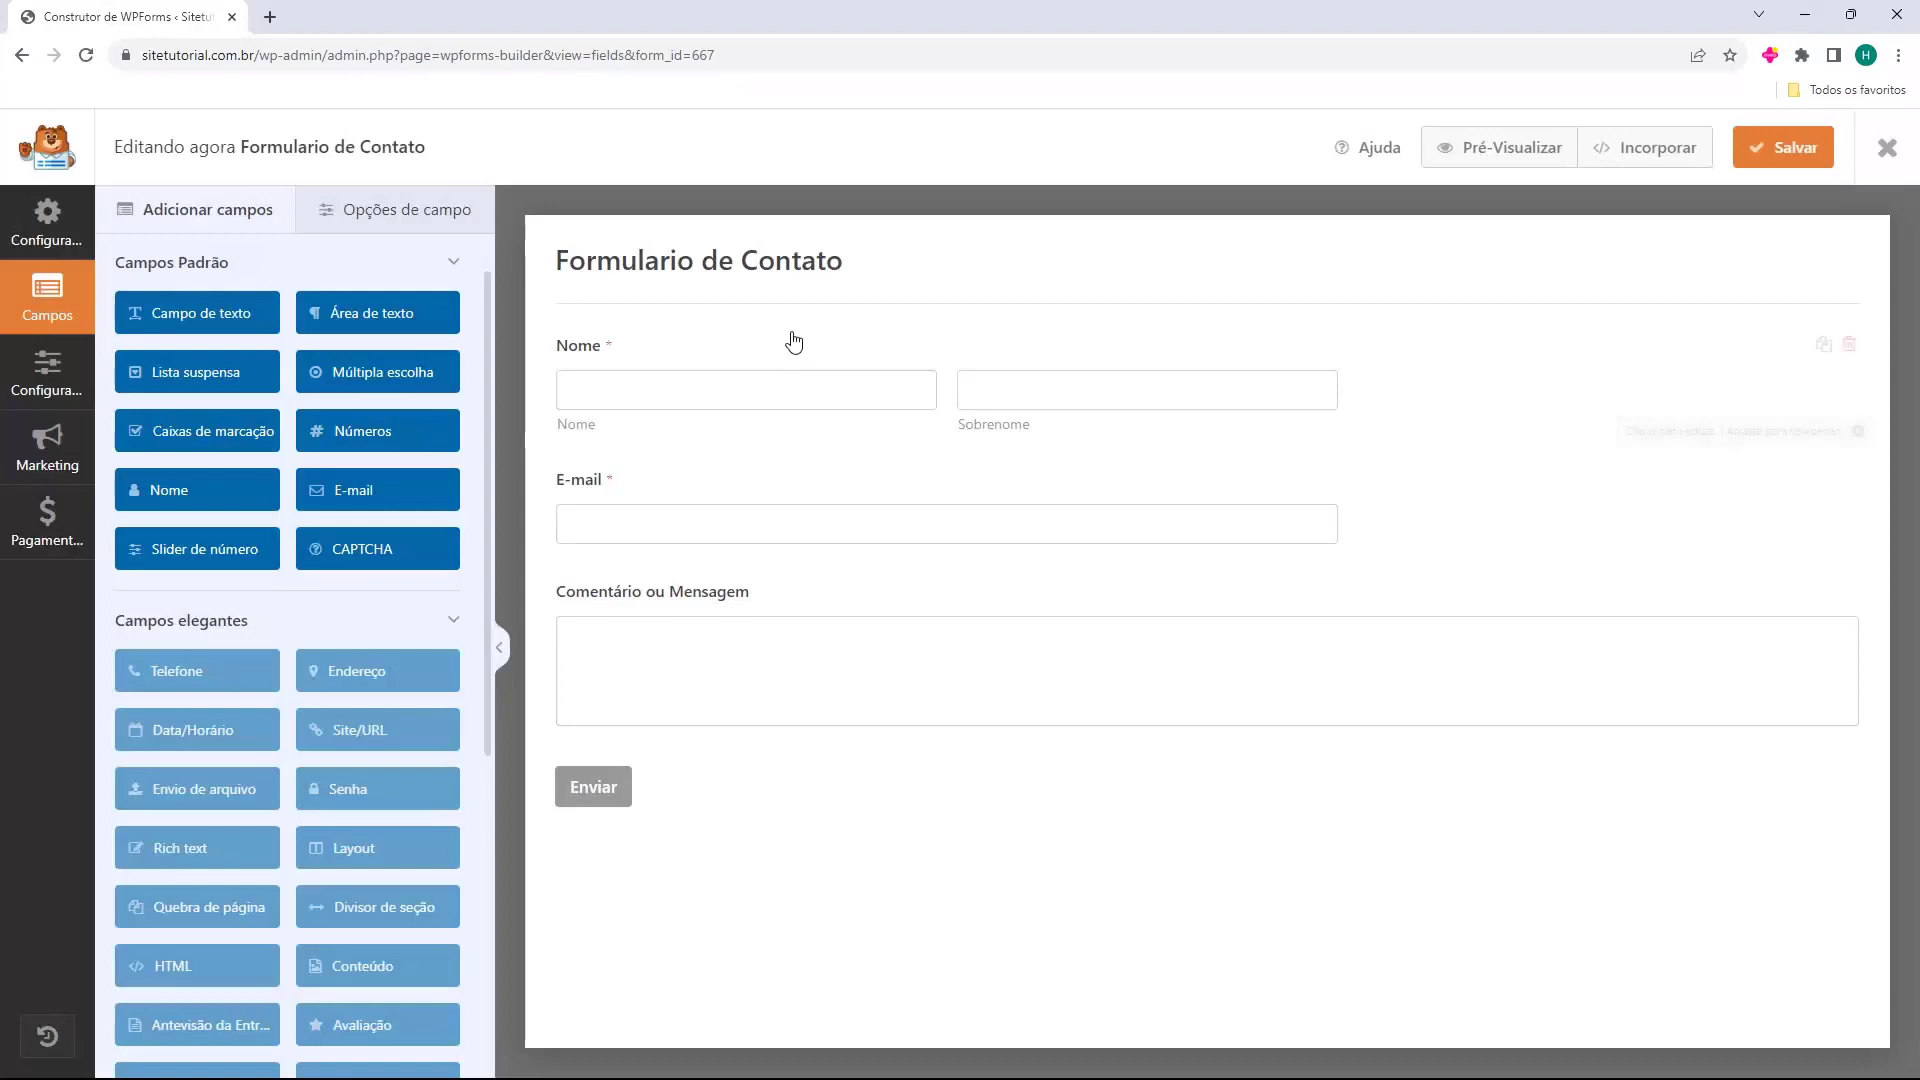 Construtor de WPForms ‹ Sitetu
sitetutorial.com.br/wp-admin/admin.php?page=wpforms-builder&view=fields&form_id=667
H
Todos os favoritos
Editando agora Formulario de Contato
Ajuda
Pré-Visualizar
Incorporar
Salvar
Configura...
Campos
Configura...
Marketing
Pagament...
Adicionar campos
Opções de campo
Campos Padrão
Campo de texto
Área de texto
Lista suspensa
Múltipla escolha
Caixas de marcação
Números
Nome
E-mail
Slider de número
CAPTCHA
Campos elegantes
Telefone
Endereço
Data/Horário
Site/URL
Envio de arquivo
Senha
Rich text
Layout
Quebra de página
Divisor de seção
HTML
Conteúdo
Antevisão da Entr...
Avaliação
Formulario de Contato
Nome *
Nome
Sobrenome
E-mail *
Comentário ou Mensagem
Enviar